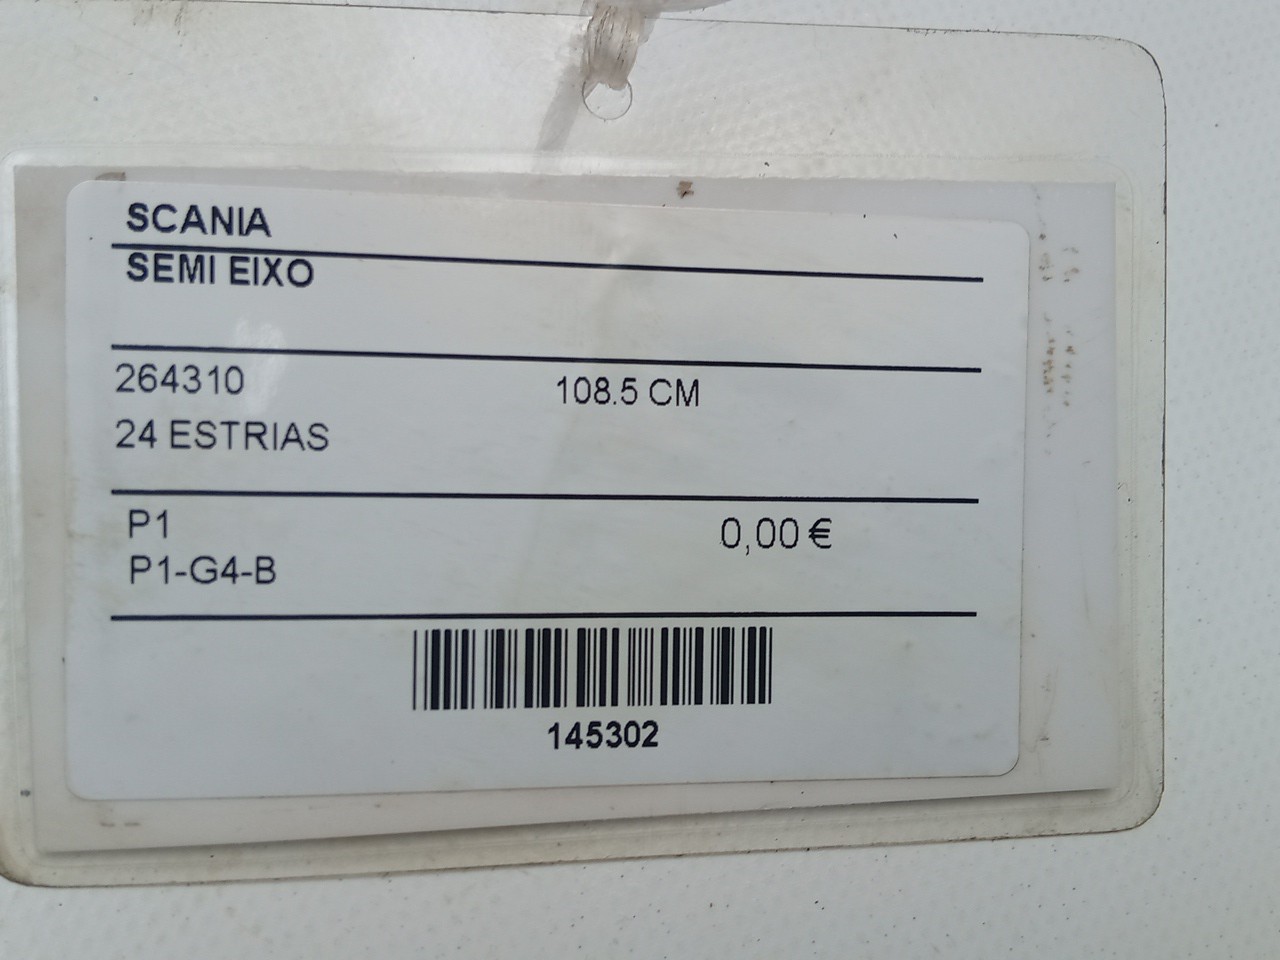 SCANIA
SEMI EIXO
264310 108.5 CM
24 ESTRIAS
P1 0,00 €
P1-G4-B
145302